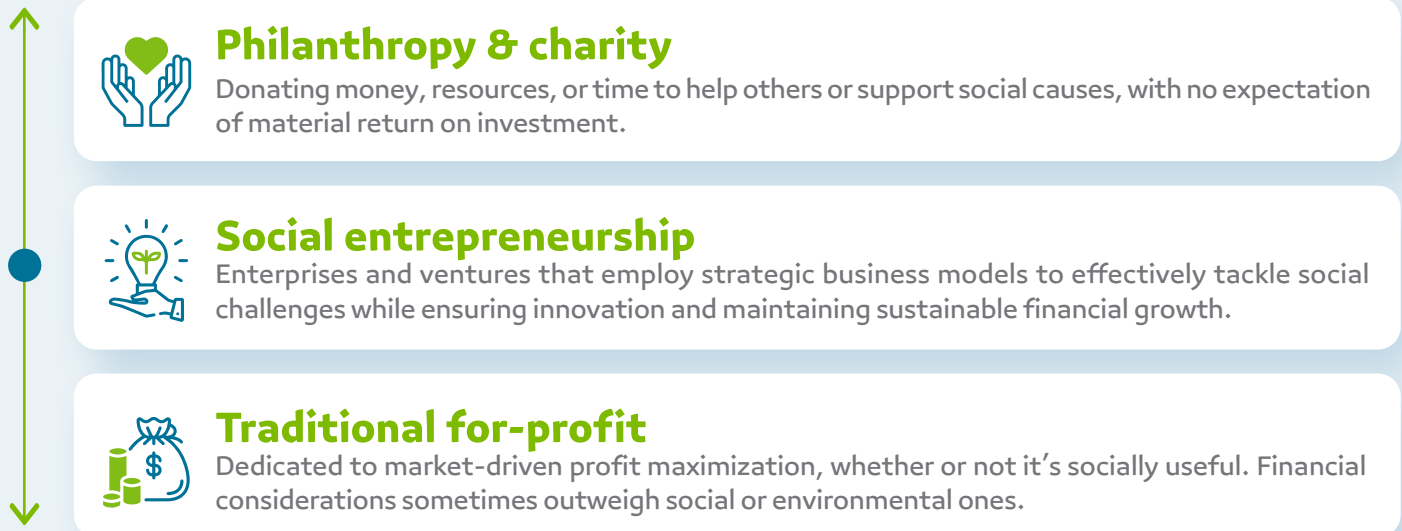 Philanthropy & charity
Donating money, resources, or time to help others or support social causes, with no expectation
of material return on investment.
Social entrepreneurship
Enterprises and ventures that employ strategic business models to effectively tackle social
challenges while ensuring innovation and maintaining sustainable financial growth.
$
Traditional for-profit
Dedicated to market-driven profit maximization, whether or not it's socially useful. Financial
considerations sometimes outweigh social or environmental ones.